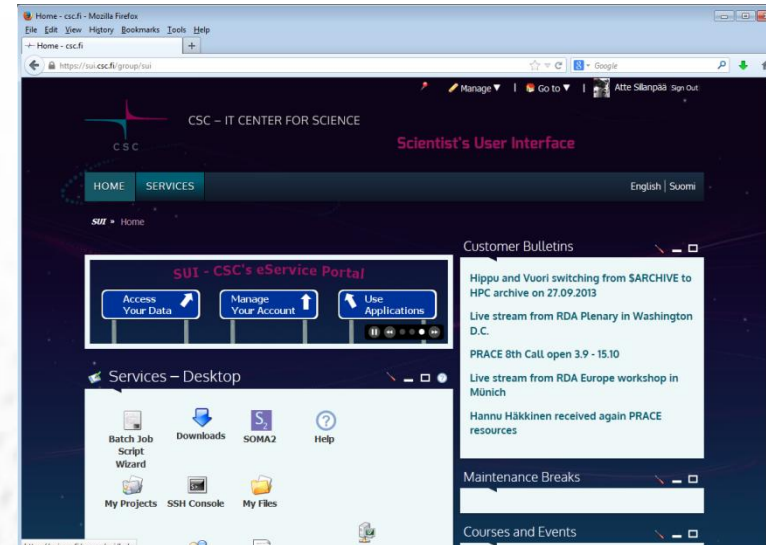 Home - csc.fi - Mozilla Firefox
File Edit View History Bookmarks Tools Help
Home - csc.fi
https://sui.csc.fi/group/sui
Google
Manage | Go to | Atte Sillanpää Sign Out
CSC – IT CENTER FOR SCIENCE
CSC
Scientist's User Interface
HOME SERVICES
English | Suomi
SUI » Home
SUI - CSC's eService Portal
Access
Your Data
Manage
Your Account
Use
Applications
Services – Desktop
Batch Job
Script
Wizard
Downloads
SOMA2
Help
My Projects
SSH Console
My Files
Customer Bulletins
Hippu and Vuori switching from $ARCHIVE to
HPC archive on 27.09.2013
Live stream from RDA Plenary in Washington
D.C.
PRACE 8th Call open 3.9 - 15.10
Live stream from RDA Europe workshop in
Münich
Hannu Häkkinen received again PRACE
resources
Maintenance Breaks
Courses and Events